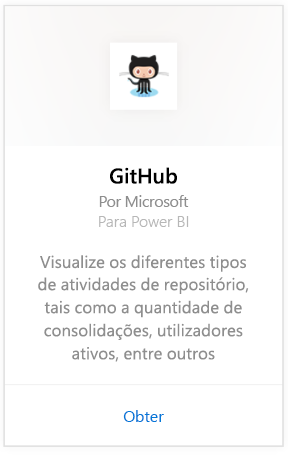 GitHub
Por Microsoft
Para Power BI
Visualize os diferentes tipos
de atividades de repositório,
tais como a quantidade de
consolidações, utilizadores
ativos, entre outros
Obter